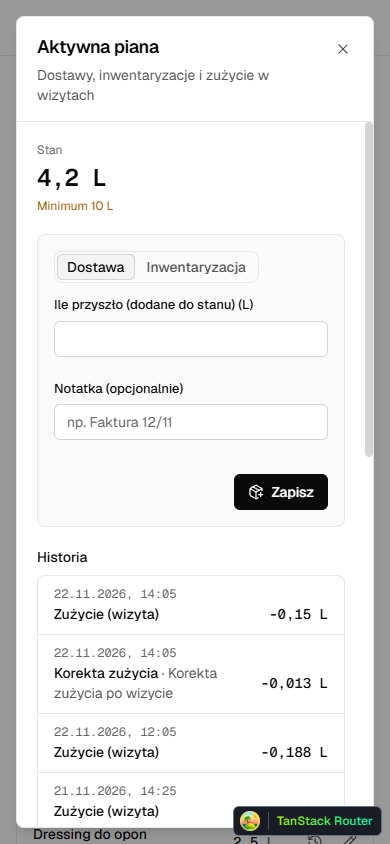 Aktywna piana
Dostawy, inwentaryzacje i zużycie w
wizytach
Stan
4,2 L
Minimum 10 L
Dostawa
Inwentaryzacja
Ile przyszło (dodane do stanu) (L)
Notatka (opcjonalnie)
np. Faktura 12/11
Zapisz
Historia
22.11.2026, 14:05
Zużycie (wizyta)
-0,15 L
22.11.2026, 14:05
Korekta zużycia · Korekta
zużycia po wizycie
-0,013 L
22.11.2026, 12:05
Zużycie (wizyta)
-0,188 L
21.11.2026, 14:25
Zużycie (wizyta)
TanStack Router
Dressing do opon
2,5 L